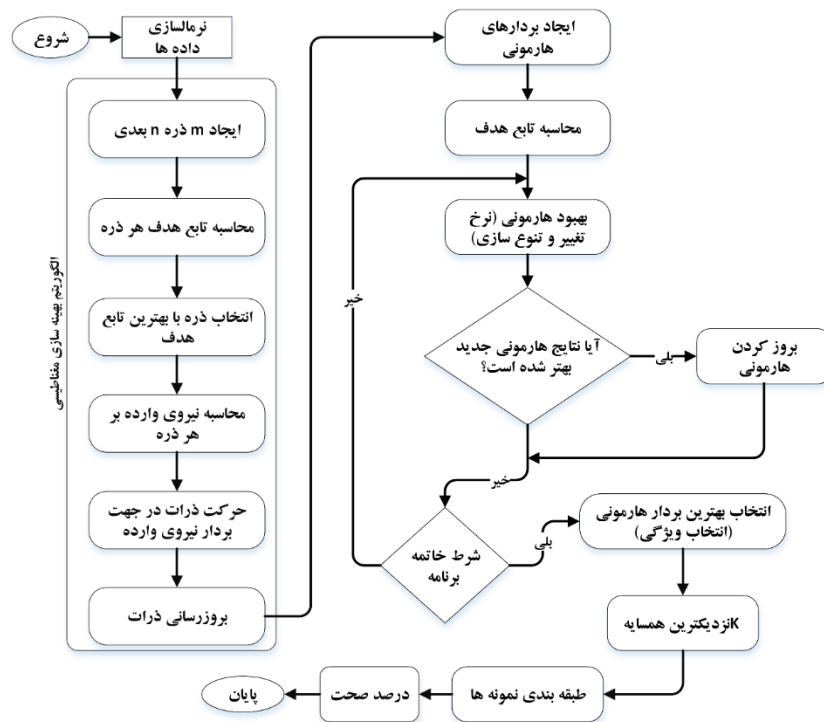 شروع
نرمالسازی
داده ها
الگوریتم بهینه سازی مغناطیسی
ایجاد m ذره n بعدی
محاسبه تابع هدف هر ذره
انتخاب ذره با بهترین تابع
هدف
محاسبه نیروی وارده بر
هر ذره
حرکت ذرات در جهت
بردار نیروی وارده
بروزرسانی ذرات
ایجاد بردارهای
هارمونی
محاسبه تابع هدف
بهبود هارمونی (نرخ
تغییر و تنوع سازی)
آیا نتایج هارمونی جدید
بهتر شده است؟
بلی
بروز کردن
هارمونی
خیر
خیر
شرط خاتمه
برنامه
بلی
انتخاب بهترین بردار هارمونی
(انتخاب ویژگی)
Kنزدیکترین همسایه
طبقه بندی نمونه ها
درصد صحت
پایان